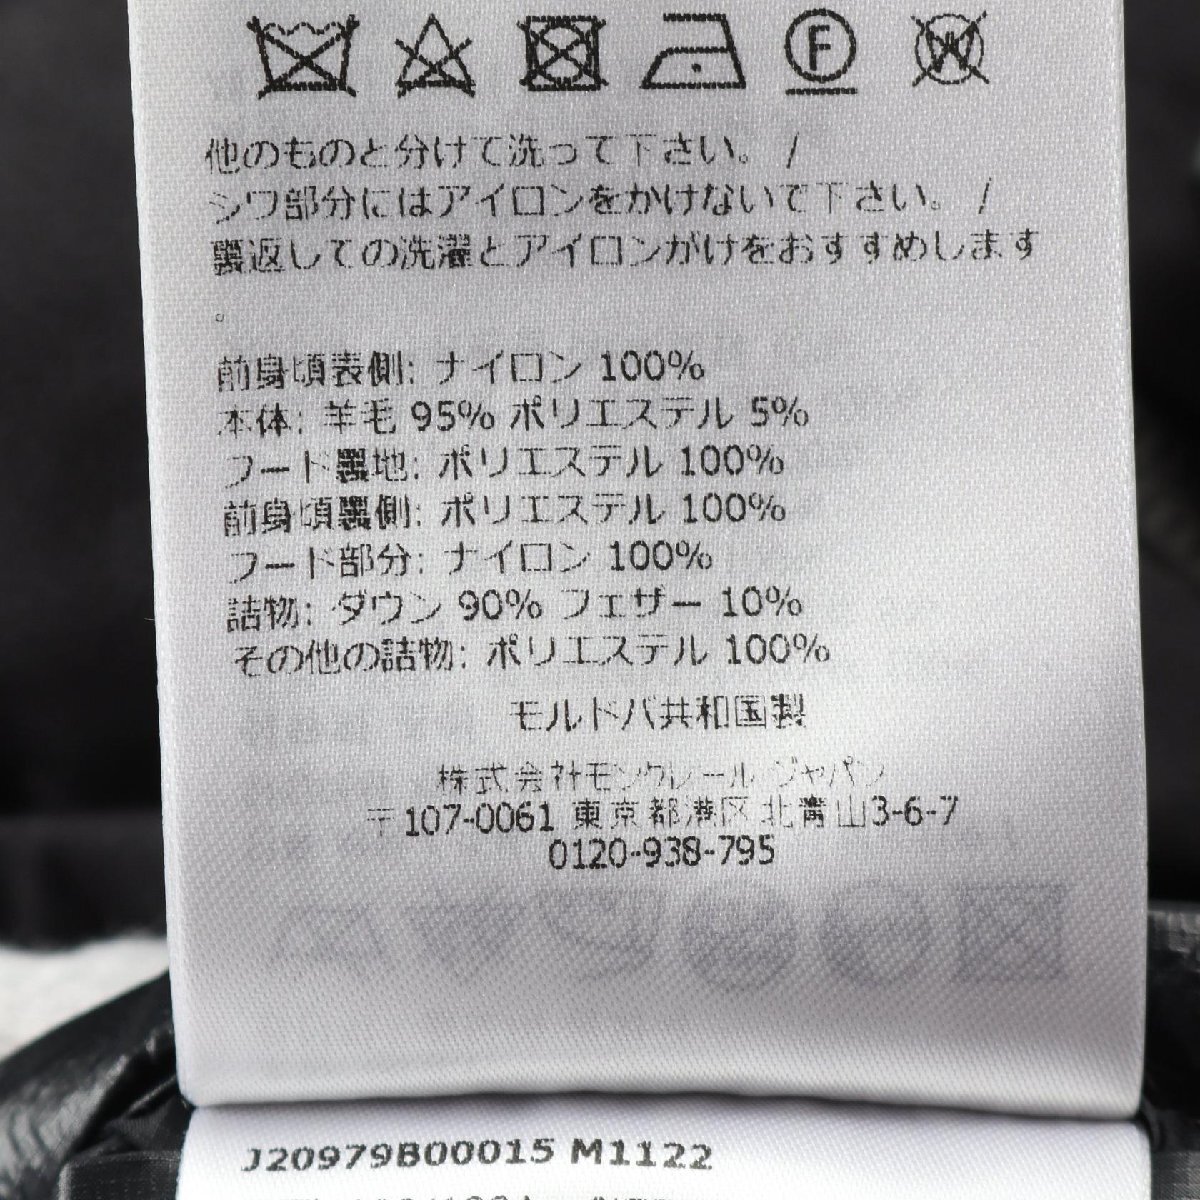 F W
他のものと分けて洗って下さい。 /
シワ部分にはアイロンをかけないで下さい。 /
裏返しての洗濯とアイロンがけをおすすめします
。
前身頃表側: ナイロン 100%
本体: 羊毛 95% ポリエステル 5%
フード裏地: ポリエステル 100%
前身頃裏側: ポリエステル 100%
フード部分: ナイロン 100%
詰物: ダウン 90% フェザー 10%
その他の詰物: ポリエステル 100%
モルドバ共和国製
株式会社モンクレール ジャパン
〒107-0061 東京都港区北青山3-6-7
0120-938-795
J20979B00015 M1122